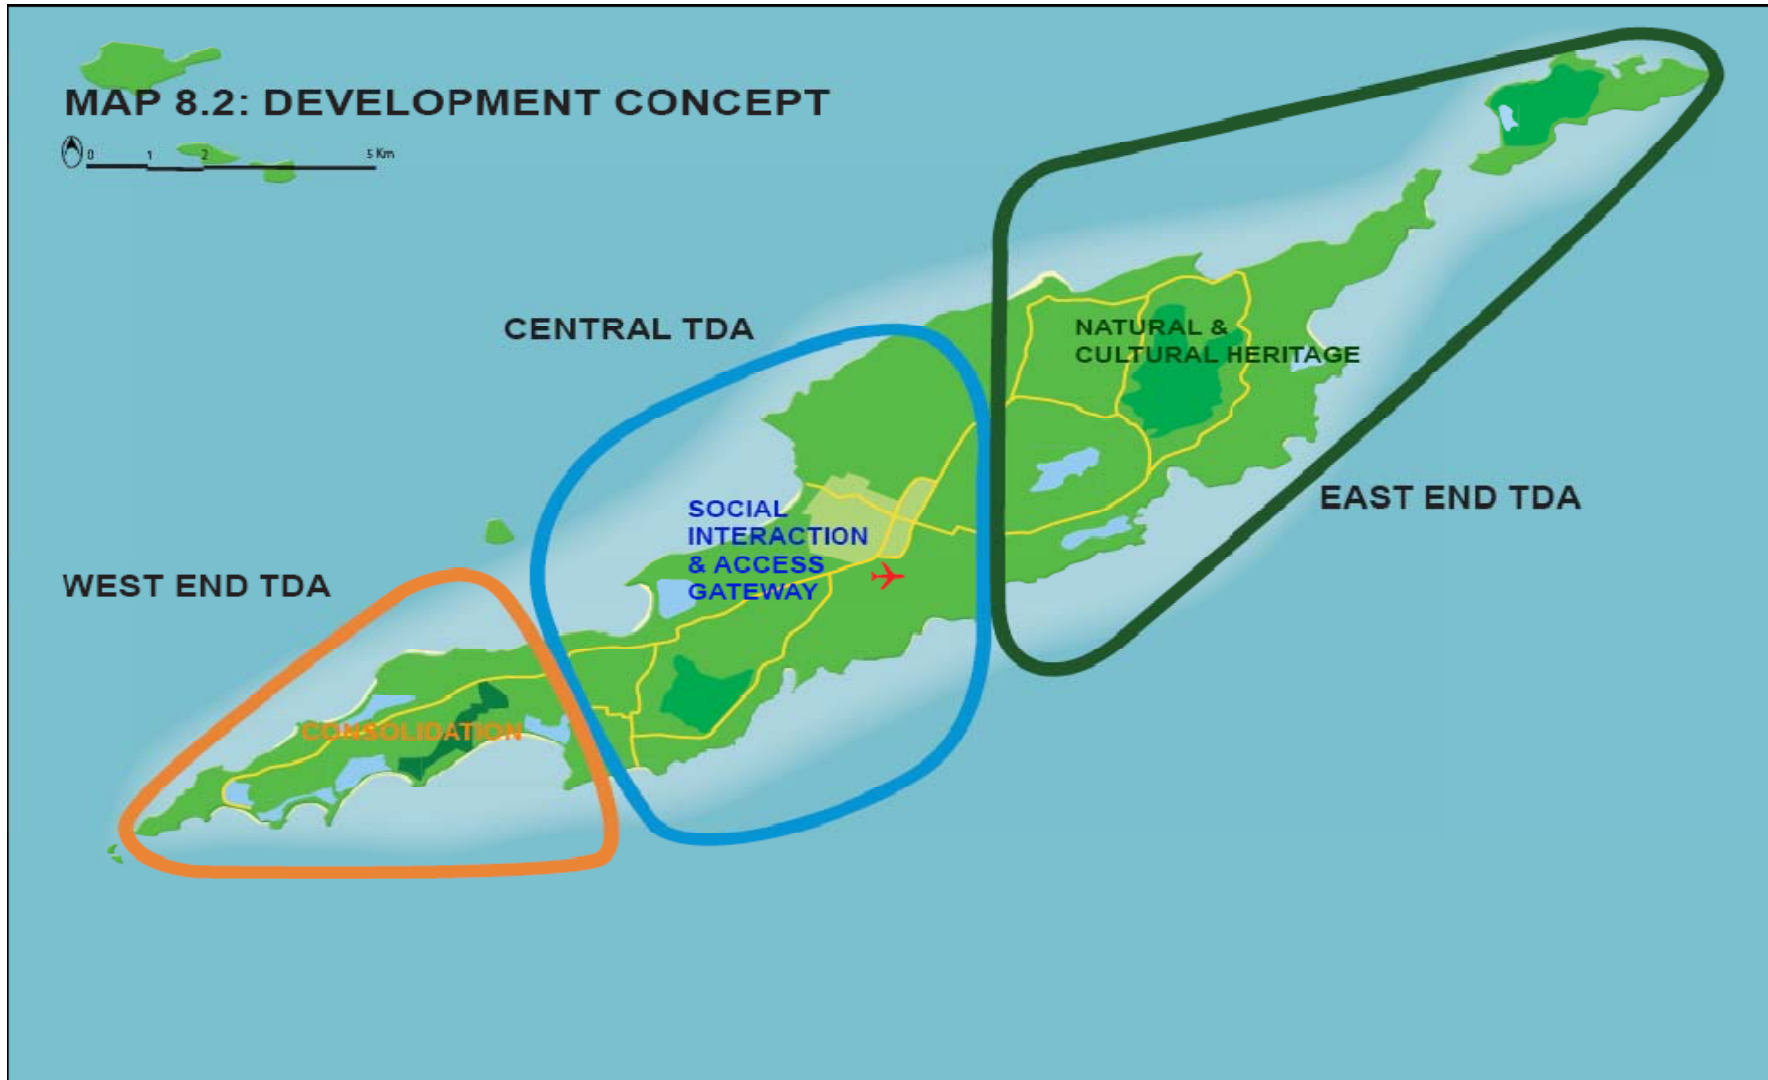 MAP 8.2: DEVELOPMENT CONCEPT
0 1 2 5 Km
CENTRAL TDA
NATURAL &
CULTURAL HERITAGE
EAST END TDA
SOCIAL
INTERACTION
& ACCESS
GATEWAY
WEST END TDA
CONSOLIDATION